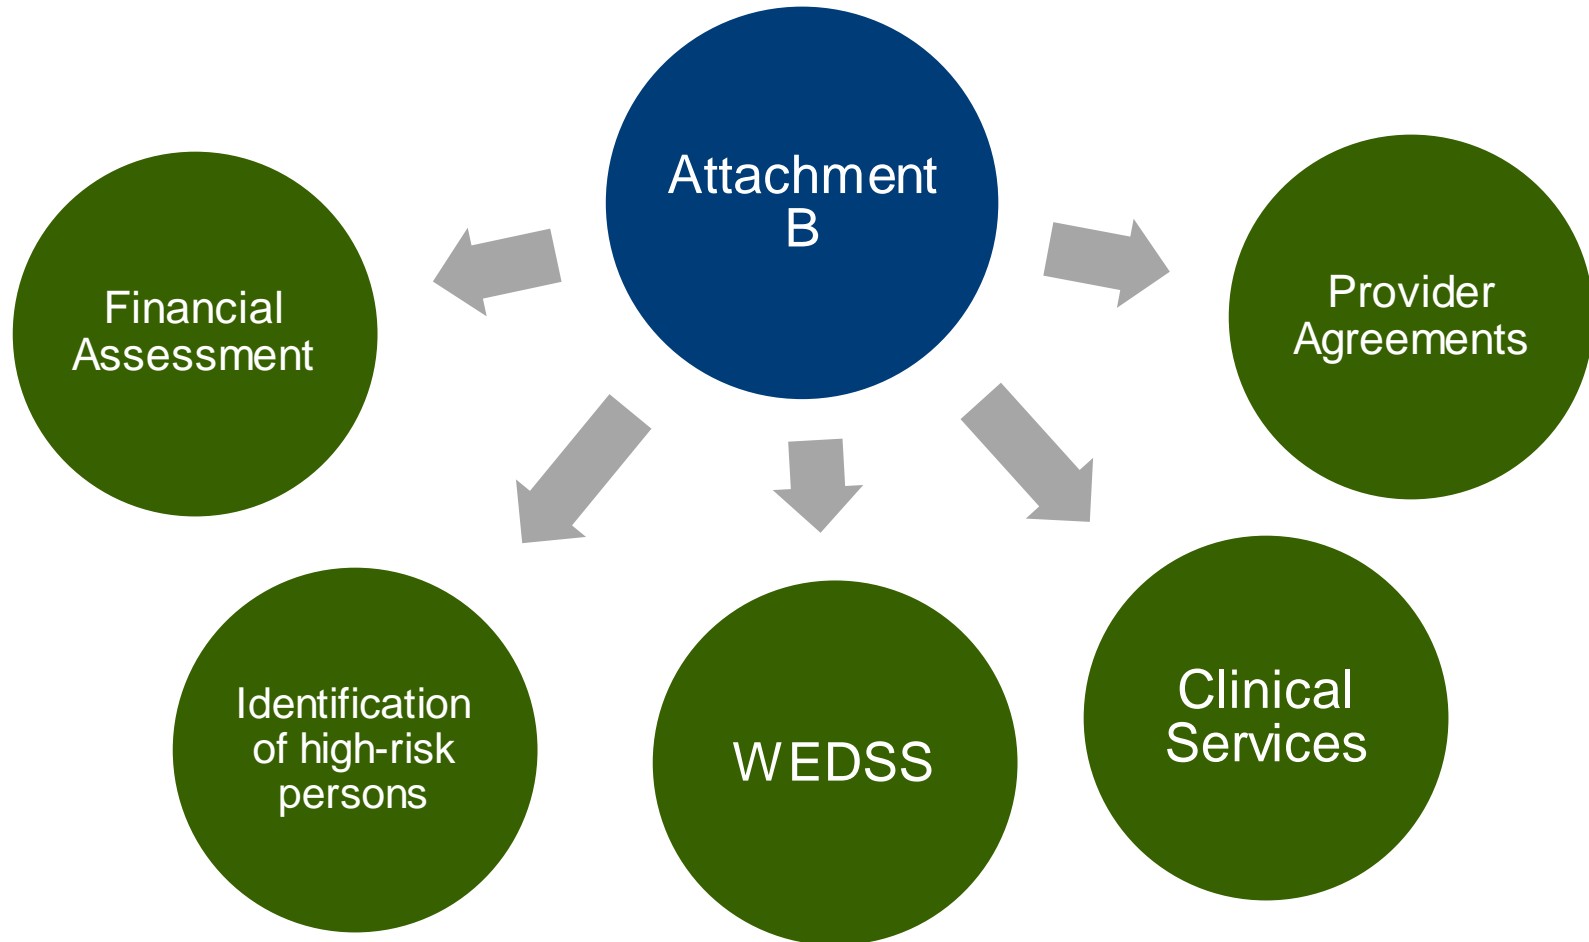 Attachment
B
Financial
Assessment
Provider
Agreements
Identification
of high-risk
persons
WEDSS
Clinical
Services